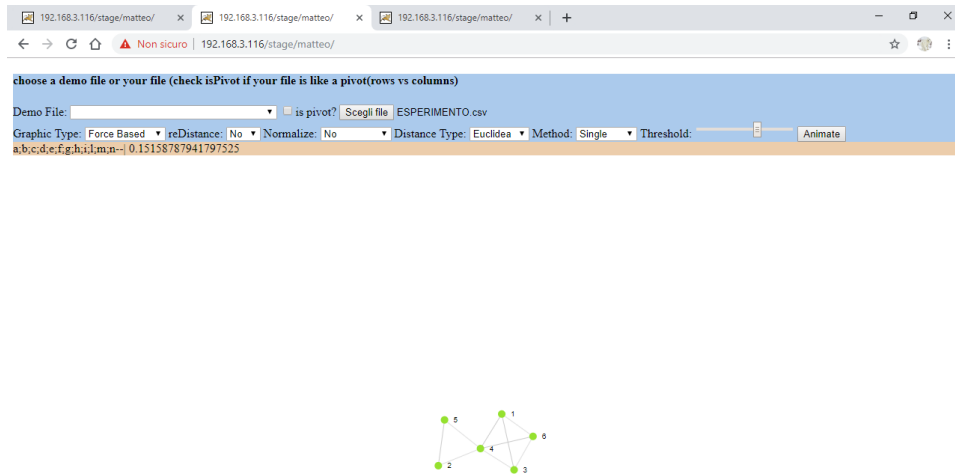 192.168.3.116/stage/matteo/ × 192.168.3.116/stage/matteo/ × 192.168.3.116/stage/matteo/ × +
Non sicuro | 192.168.3.116/stage/matteo/
choose a demo file or your file (check isPivot if your file is like a pivot(rows vs columns)
Demo File: is pivot? Scegli file ESPERIMENTO.csv
Graphic Type: Force Based reDistance: No Normalize: No Distance Type: Euclidea Method: Single Threshold: Animate
a;b;c;d;e;f;g;h;i;l;m;n--| 0.15158787941797525
1
5
6
4
2
3